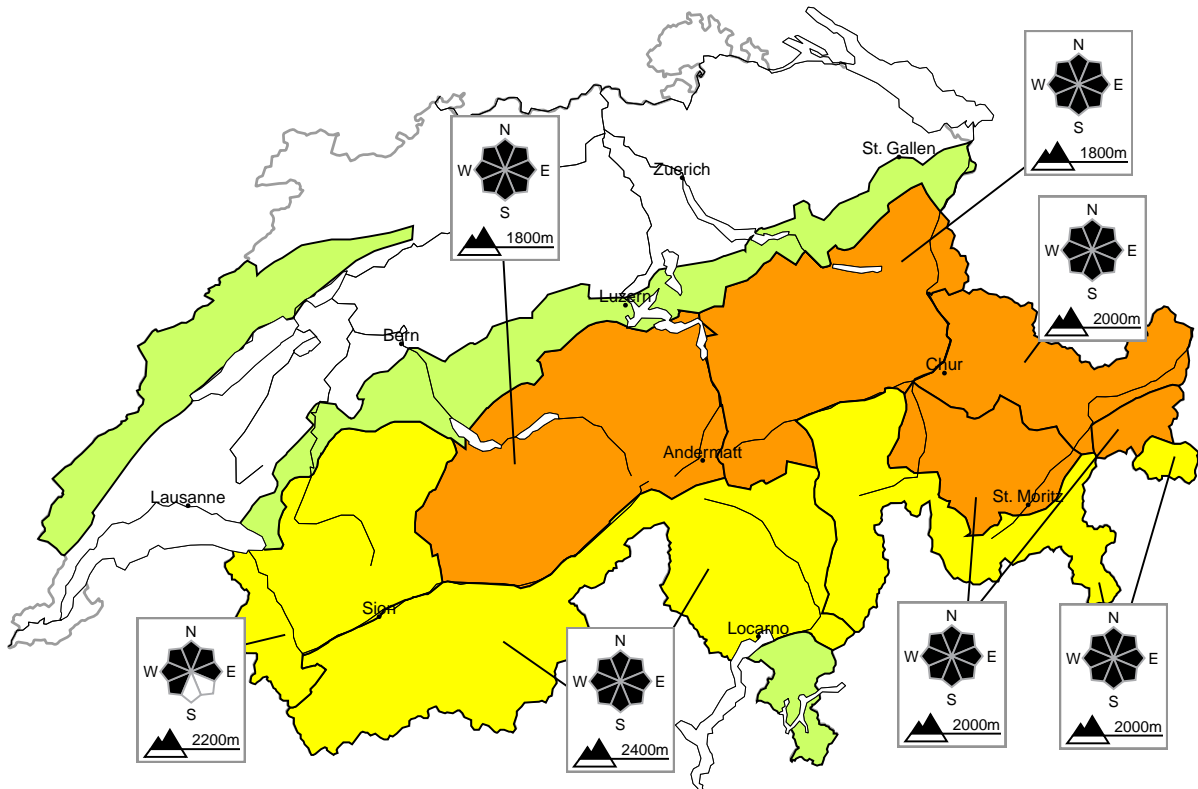 N
W E
S
1800m
N
W E
S
1800m
N
W E
S
2000m
St. Gallen
Zuerich
Luzern
Bern
Chur
Andermatt
Lausanne
St. Moritz
Sion
Locarno
N
W E
S
2200m
N
W E
S
2400m
N
W E
S
2000m
N
W E
S
2000m